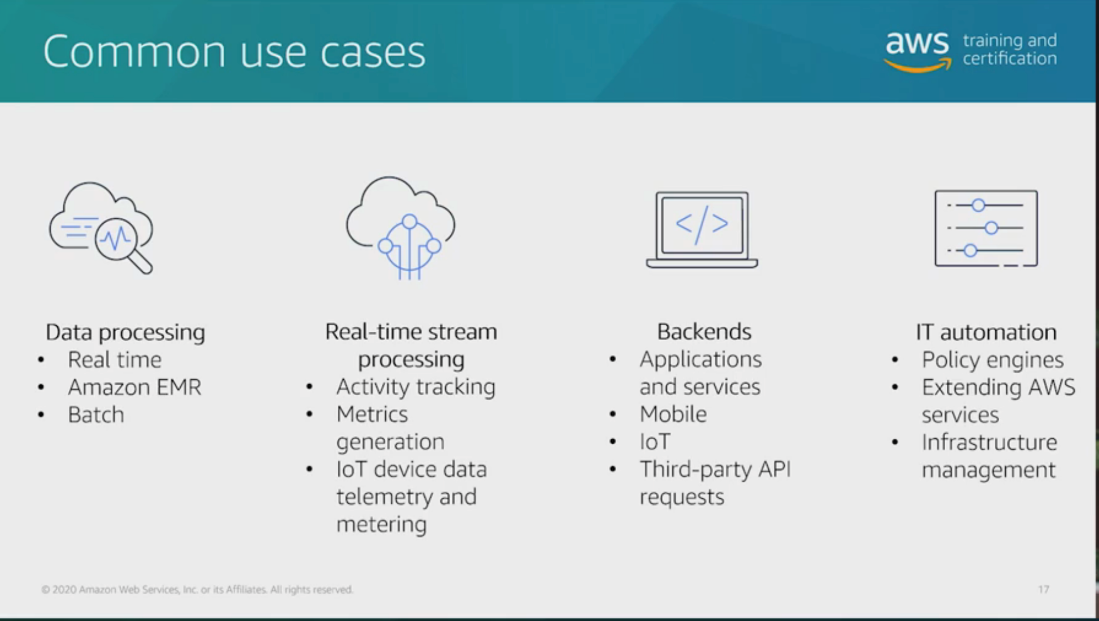 Common use cases
aws training and
certification
</>
Data processing
• Real time
• Amazon EMR
• Batch
Real-time stream
processing
• Activity tracking
• Metrics
generation
• IoT device data
telemetry and
metering
Backends
• Applications
and services
• Mobile
• IoT
• Third-party API
requests
IT automation
• Policy engines
• Extending AWS
services
• Infrastructure
management
© 2020 Amazon Web Services, Inc. or its Affiliates. All rights reserved.
17